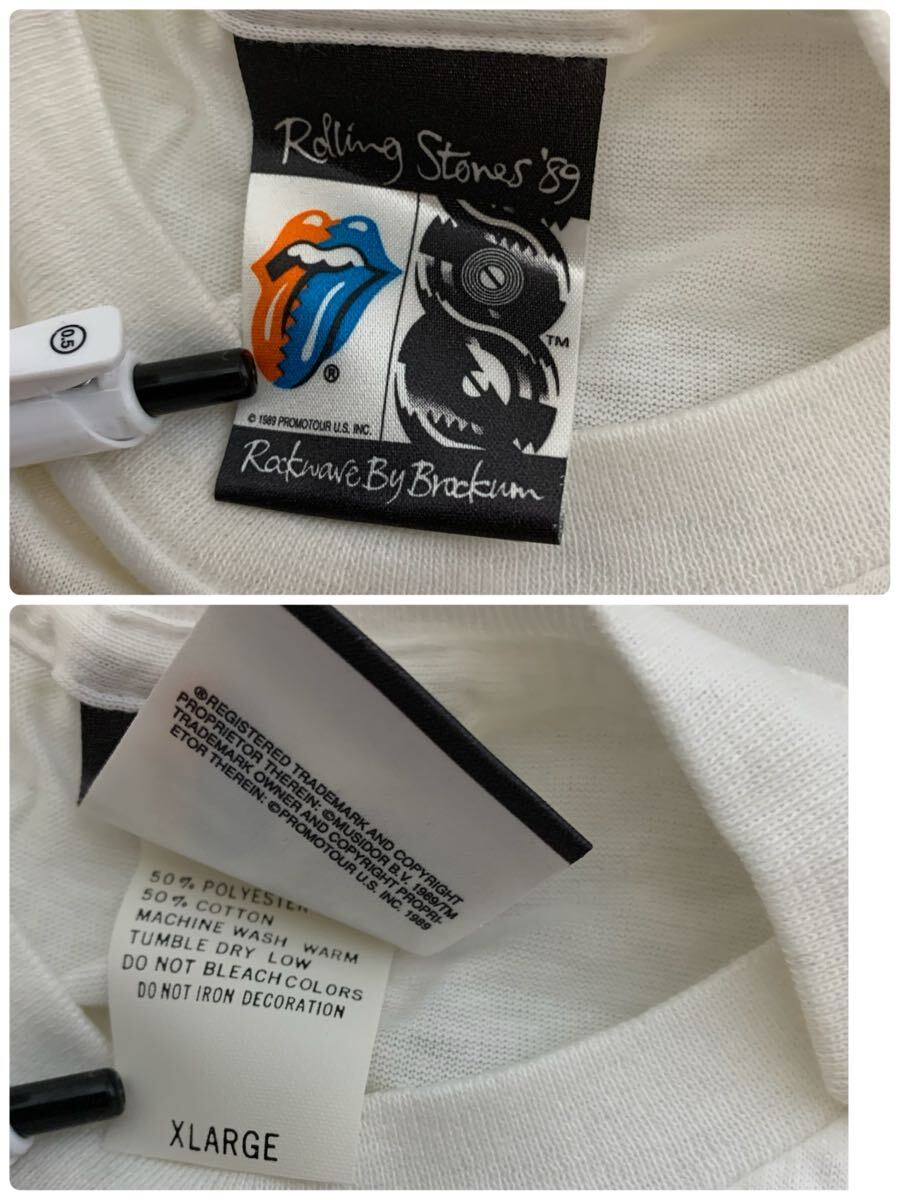 Rolling Stones '89
0.5
TM
®
© 1989 PROMOTOUR U.S. INC.
Rockware By Brockum
®REGISTERED TRADEMARK AND COPYRIGHT
PROPRIETOR THEREIN: ©MUSIDOR B.V. 1989/TM
TRADEMARK OWNER AND COPYRIGHT PROPRI-
ETOR THEREIN: ©PROMOTOUR U.S. INC. 1989
50% POLYESTER
50% COTTON
MACHINE WASH WARM
TUMBLE DRY LOW
DO NOT BLEACH COLORS
DO NOT IRON DECORATION
XLARGE